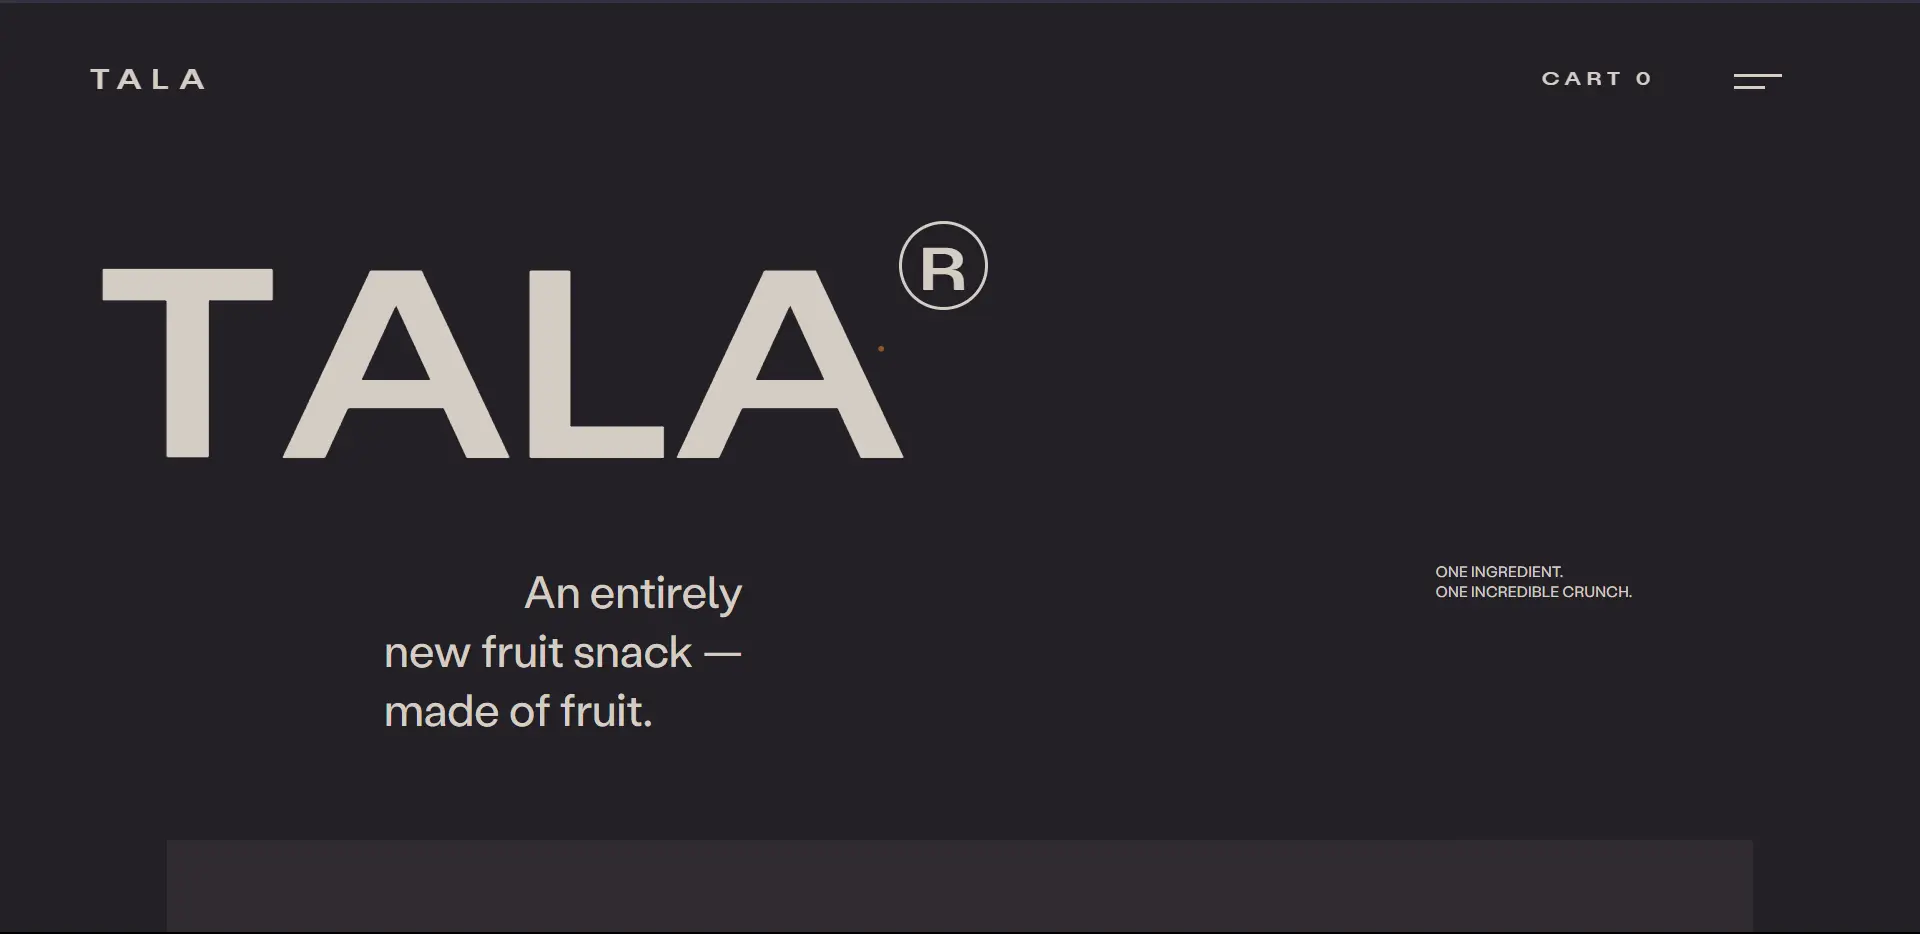 TALA
CART 0
TALA®
An entirely
new fruit snack —
made of fruit.
ONE INGREDIENT.
ONE INCREDIBLE CRUNCH.